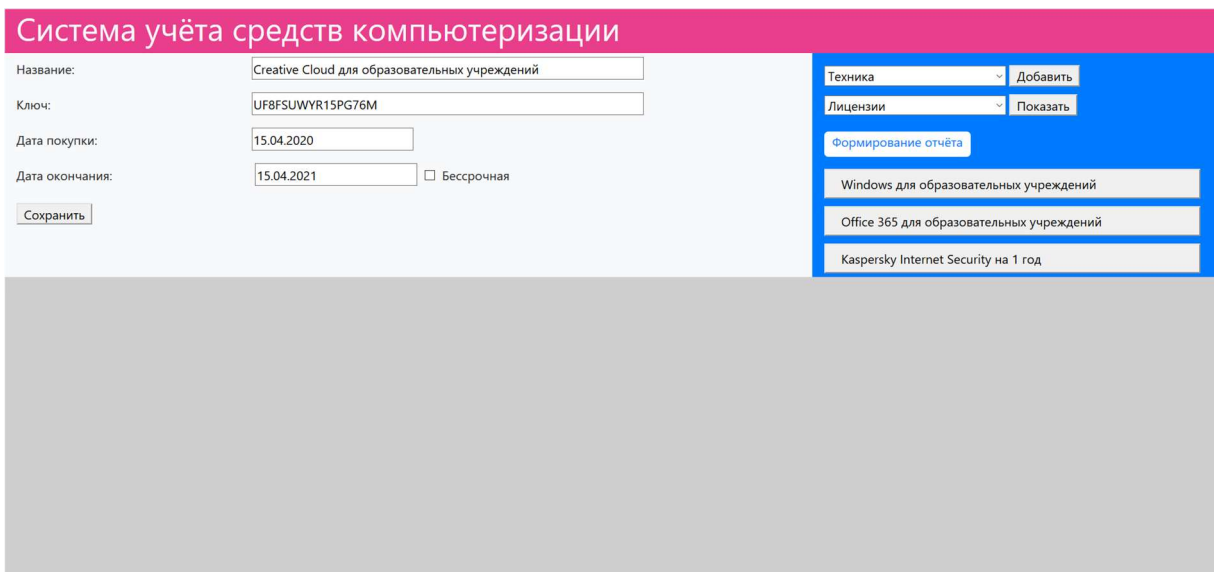 Система учёта средств компьютеризации
Название: Creative Cloud для образовательных учреждений
Ключ: UF8FSUWYR15PG76M
Дата покупки: 15.04.2020
Дата окончания: 15.04.2021 Бессрочная
Сохранить
Техника Добавить
Лицензии Показать
Формирование отчёта
Windows для образовательных учреждений
Office 365 для образовательных учреждений
Kaspersky Internet Security на 1 год